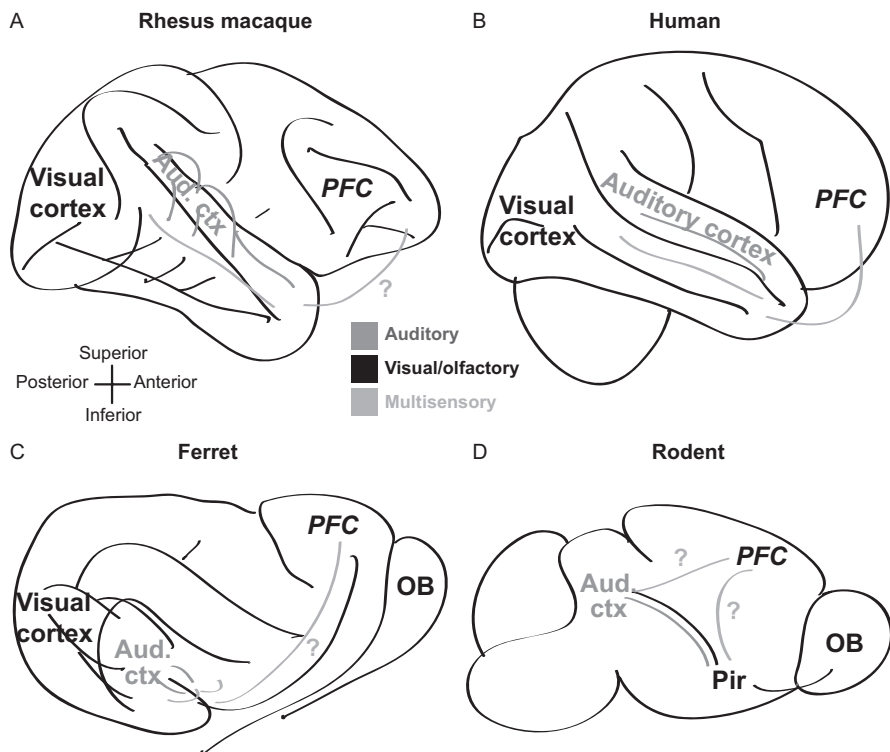 A
Rhesus macaque
Visual
cortex
Aud. ctx
PFC
?
B
Human
Visual
cortex
Auditory cortex
PFC
Auditory
Visual/olfactory
Multisensory
Superior
Posterior
Anterior
Inferior
C
Ferret
Visual
cortex
Aud.
ctx
PFC
?
OB
D
Rodent
Aud.
ctx
?
PFC
?
Pir
OB